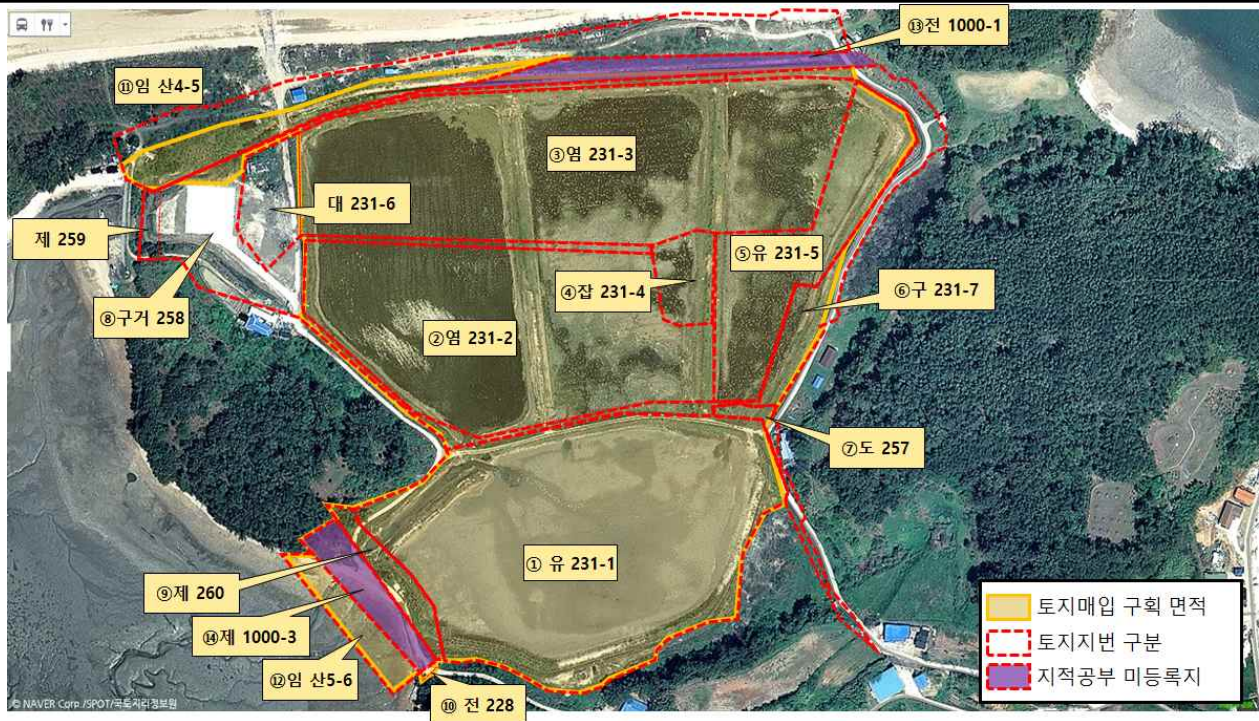 ⑬전 1000-1
⑪임 산4-5
③염 231-3
대 231-6
제 259
⑤유 231-5
④잡 231-4
⑥구 231-7
⑧구거 258
②염 231-2
⑦도 257
① 유 231-1
⑨제 260
⑭제 1000-3
⑫임 산5-6
⑩ 전 228
토지매입 구획 면적
토지지번 구분
지적공부 미등록지
© NAVER Corp./SPOT/국토지리정보원